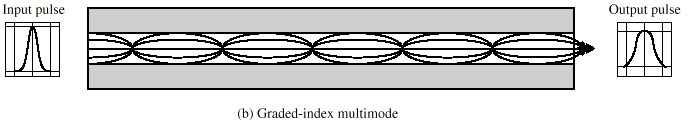 Input pulse
Output pulse
(b) Graded-index multimode